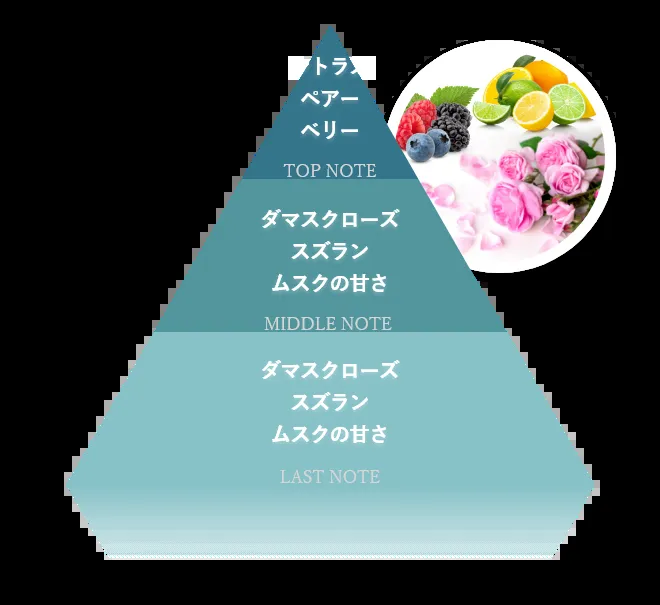 トラ
ペアー
ベリー
TOP NOTE
ダマスクローズ
スズラン
ムスクの甘さ
MIDDLE NOTE
ダマスクローズ
スズラン
ムスクの甘さ
LAST NOTE